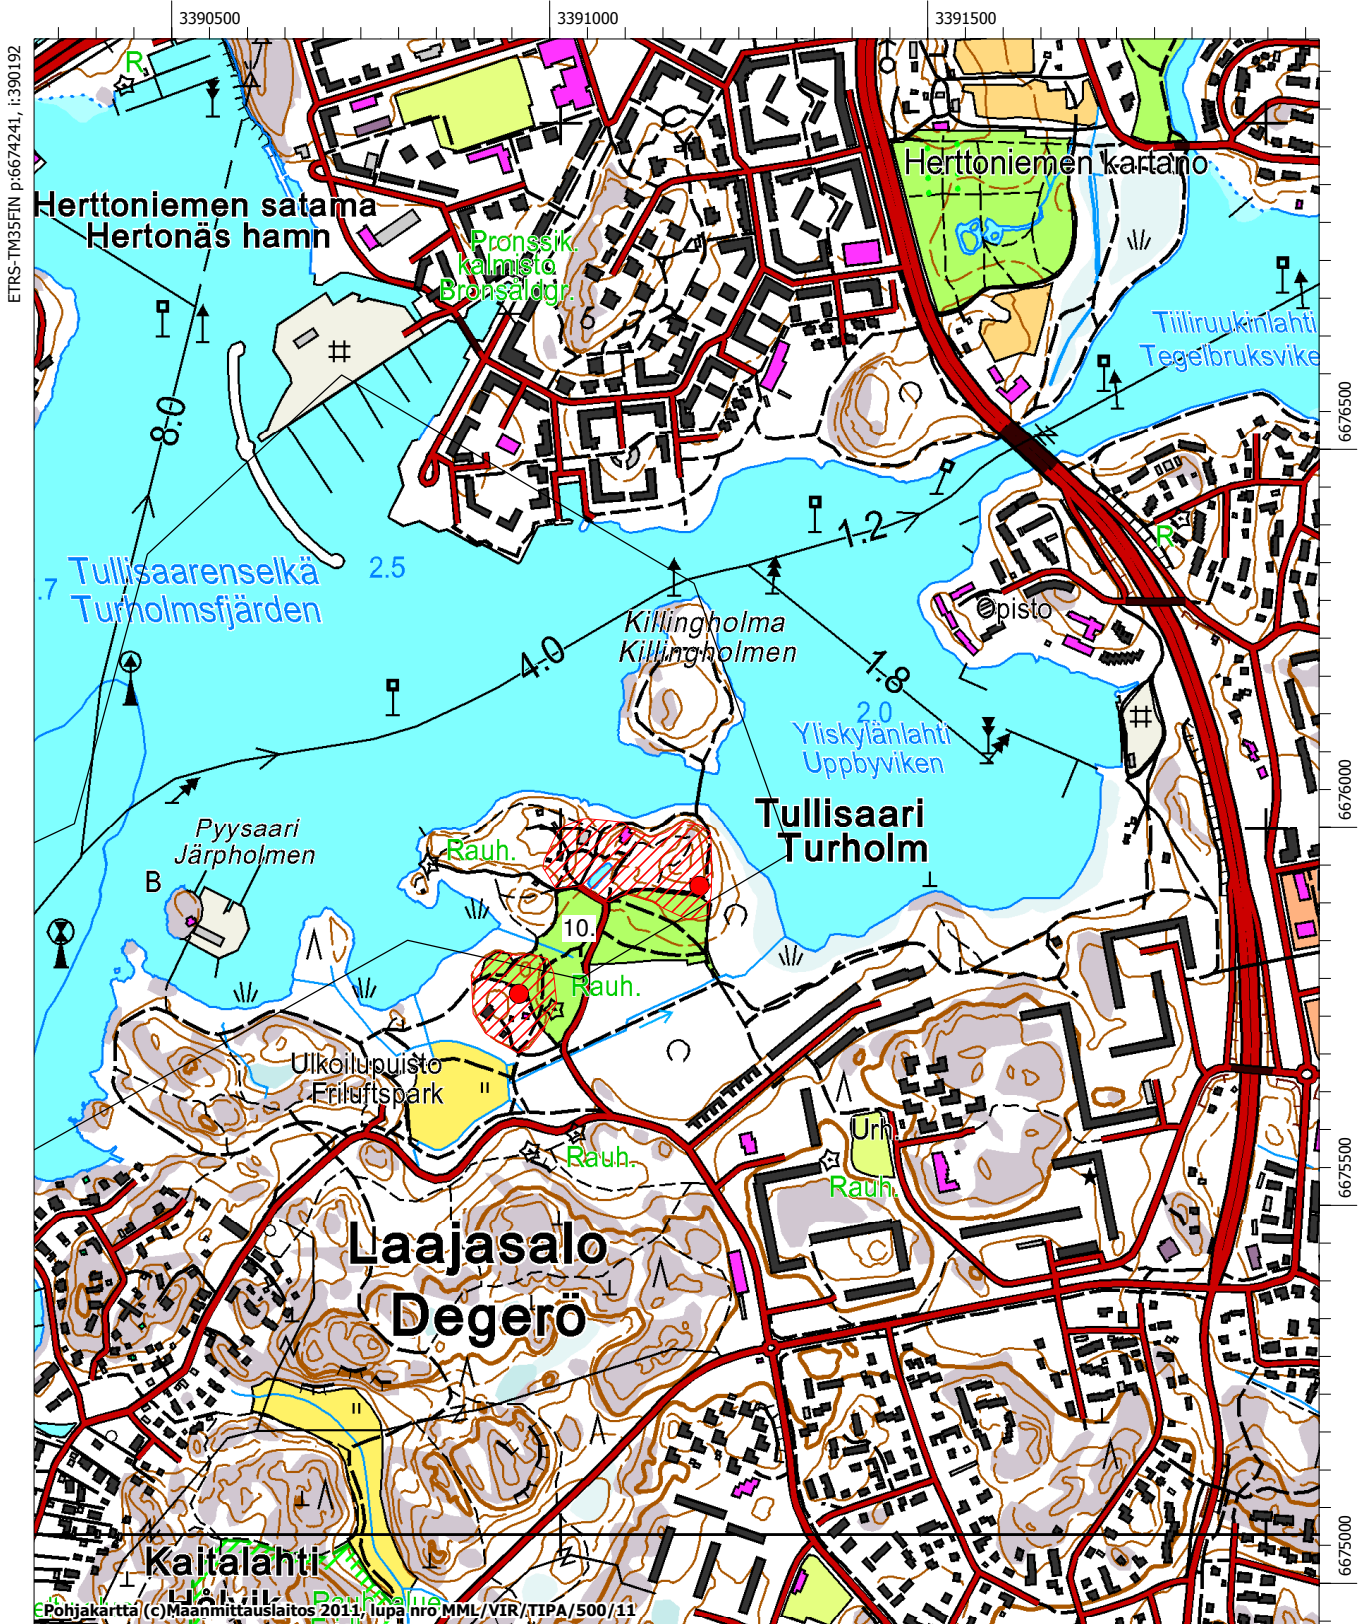 3390500
3391000
3391500
ETRS-TM35FIN p:6674241, i:390192
R.
Herttoniemen kartano
Herttoniemen satama
Hertonäs hamn
Pronssik.
kalmisto
Bronsåldgr.
Tiiliruukinlahti
Tegelbruksvike
6676500
8.0
1.2
R.
Tullisaarenselkä
Turholmsfjärden
2.5
.7
Opisto
Killingholma
Killingholmen
4.0
1.8
2.0
Yliskylänlahti
Uppbyviken
6676000
Tullisaari
Turholm
Pyysaari
Järpholmen
Rauh.
B
10.
Rauh.
Ulkoilupuisto
Friluftspark
Urh.
Rauh.
Rauh.
6675500
Laajasalo
Degerö
6675000
Kaitalahti
Håлvik
Pohjakartta (c)Maanmittauslaitos 2011, lupa nro MML/VIR/TIPA/500/11